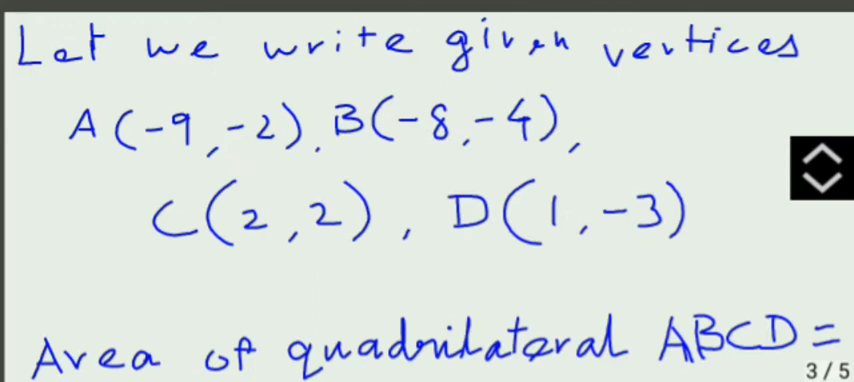 Let we write given vertices
A(-9,-2), B(-8,-4),
C(2,2), D(1,-3)
Area of quadrilateral ABCD=
3/5